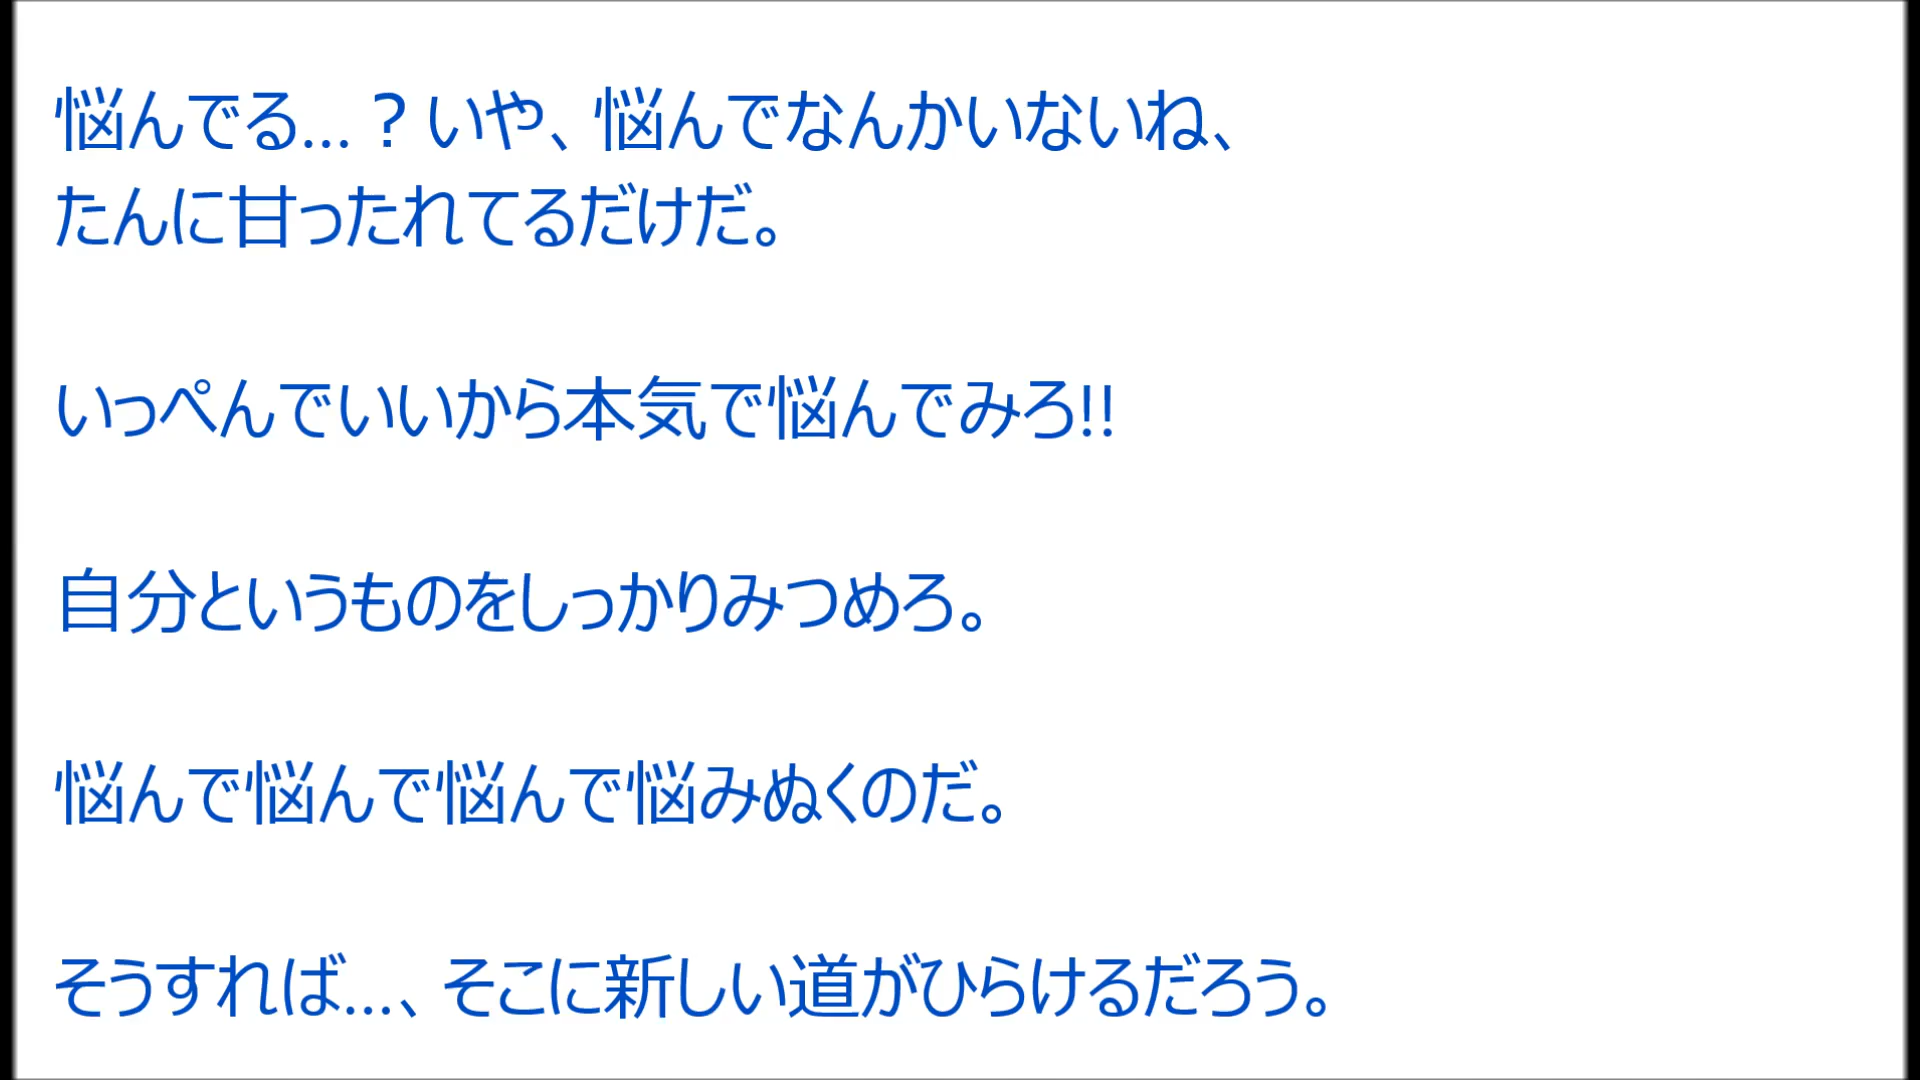 悩んでる…？いや、悩んでなんかいないね、
たんに甘ったれてるだけだ。
いっぺんでいいから本気で悩んでみろ!!
自分というものをしっかりみつめろ。
悩んで悩んで悩んで悩みぬくのだ。
そうすれば…、そこに新しい道がひらけるだろう。